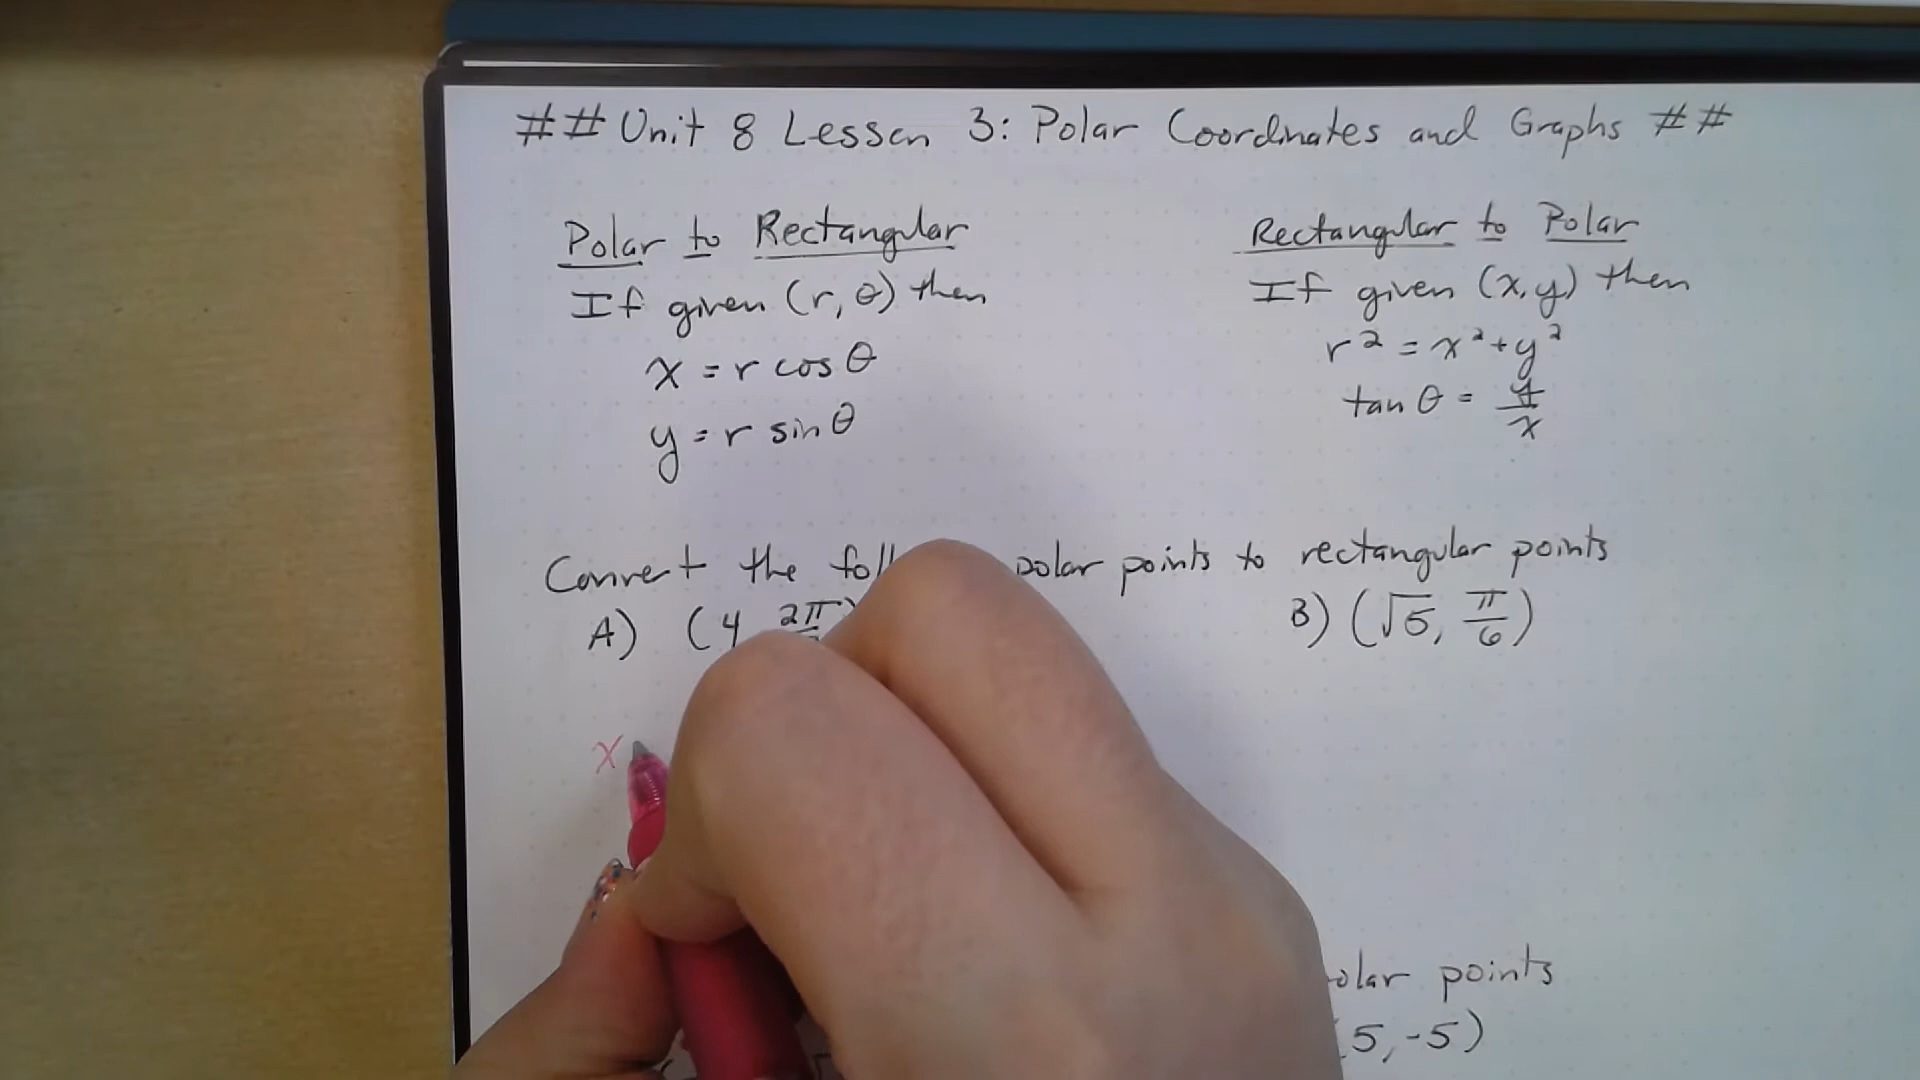 ## Unit 8 Lesson 3: Polar Coordinates and Graphs ##
Polar to Rectangular
If given (r, θ) then
x = r cos θ
y = r sin θ
Rectangular to Polar
If given (x, y) then
r² = x² + y²
tan θ = y/x
Convert the polar points to rectangular points
A) (4 2π
B) (√5, π/6)
x
points
5, -5)